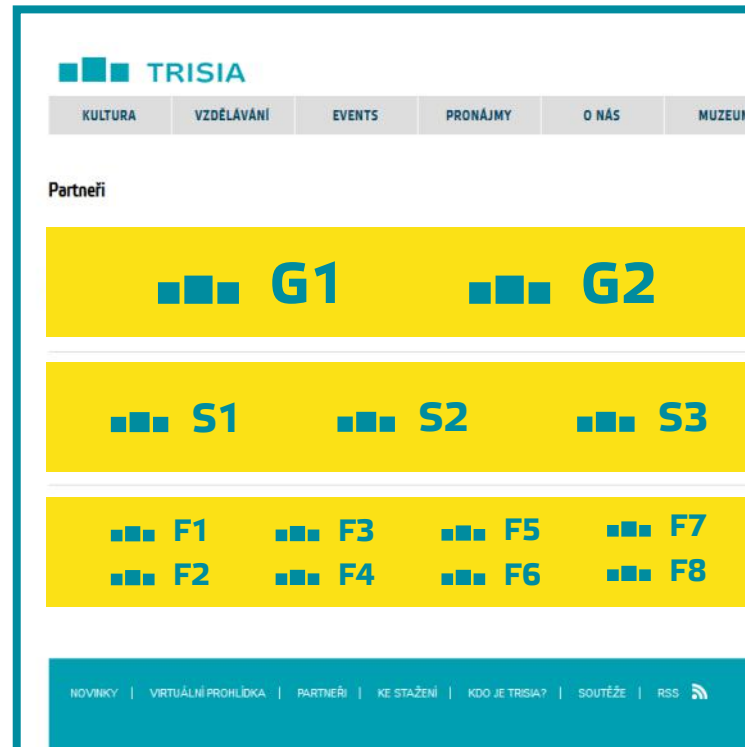 TRISIA
KULTURA VZDĚLÁVÁNÍ EVENTS PRONÁJMY O NÁS MUZEUM
Partneři
G1 G2
S1 S2 S3
F1 F3 F5 F7
F2 F4 F6 F8
NOVINKY | VIRTUÁLNÍ PROHLÍDKA | PARTNEŘI | KE STAŽENÍ | KDO JE TRISIA? | SOUTĚŽE | RSS